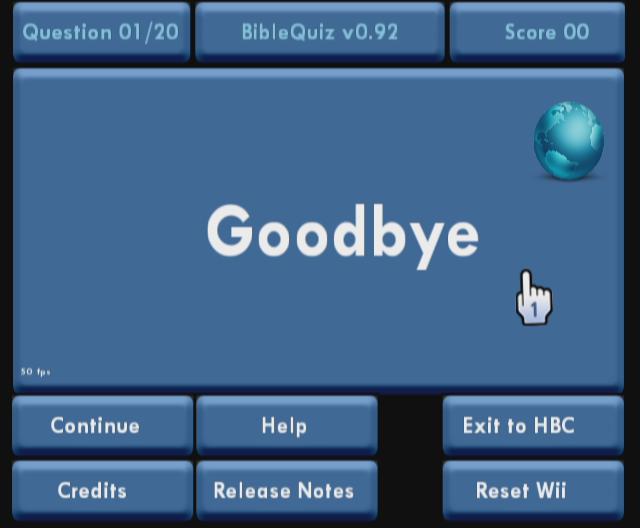 Question 01/20
BibleQuiz v0.92
Score 00
Goodbye
1
50 fps
Continue
Help
Exit to HBC
Credits
Release Notes
Reset Wii